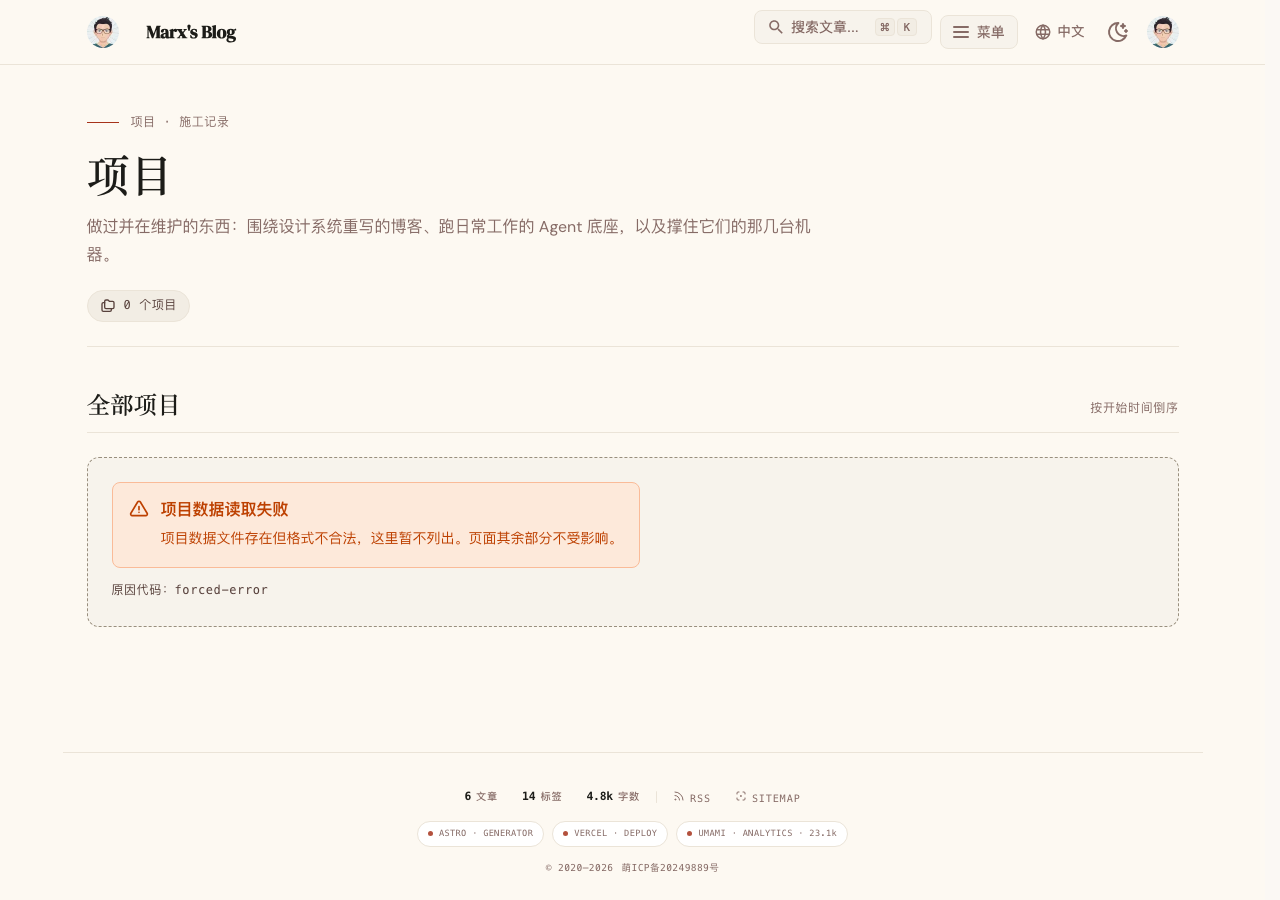 Marx's Blog
搜索文章... ⌘ K
菜单
中文
项目 · 施工记录
项目
做过并在维护的东西：围绕设计系统重写的博客、跑日常工作的 Agent 底座，以及撑住它们的那几台机
器。
0 个项目
全部项目
按开始时间倒序
项目数据读取失败
项目数据文件存在但格式不合法，这里暂不列出。页面其余部分不受影响。
原因代码：forced-error
6 文章 14 标签 4.8k 字数 RSS SITEMAP
ASTRO · GENERATOR VERCEL · DEPLOY UMAMI · ANALYTICS · 23.1k
© 2020—2026 萌ICP备20249889号